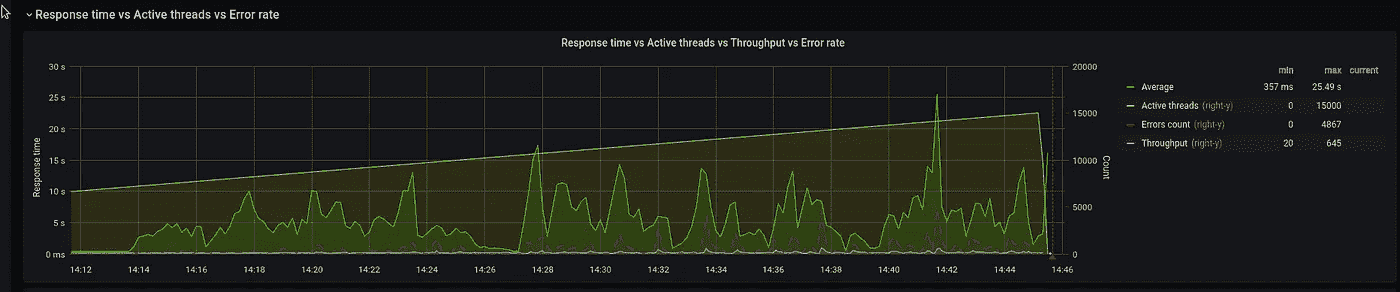 Response time vs Active threads vs Error rate
Response time vs Active threads vs Throughput vs Error rate
30 s
25 s
20 s
15 s
10 s
5 s
0 ms
Response time
20000
15000
10000
5000
0
Count
14:12 14:14 14:16 14:18 14:20 14:22 14:24 14:26 14:28 14:30 14:32 14:34 14:36 14:38 14:40 14:42 14:44 14:46
min max current
Average 357 ms 25.49 s
Active threads (right-y) 0 15000
Errors count (right-y) 0 4867
Throughput (right-y) 20 645